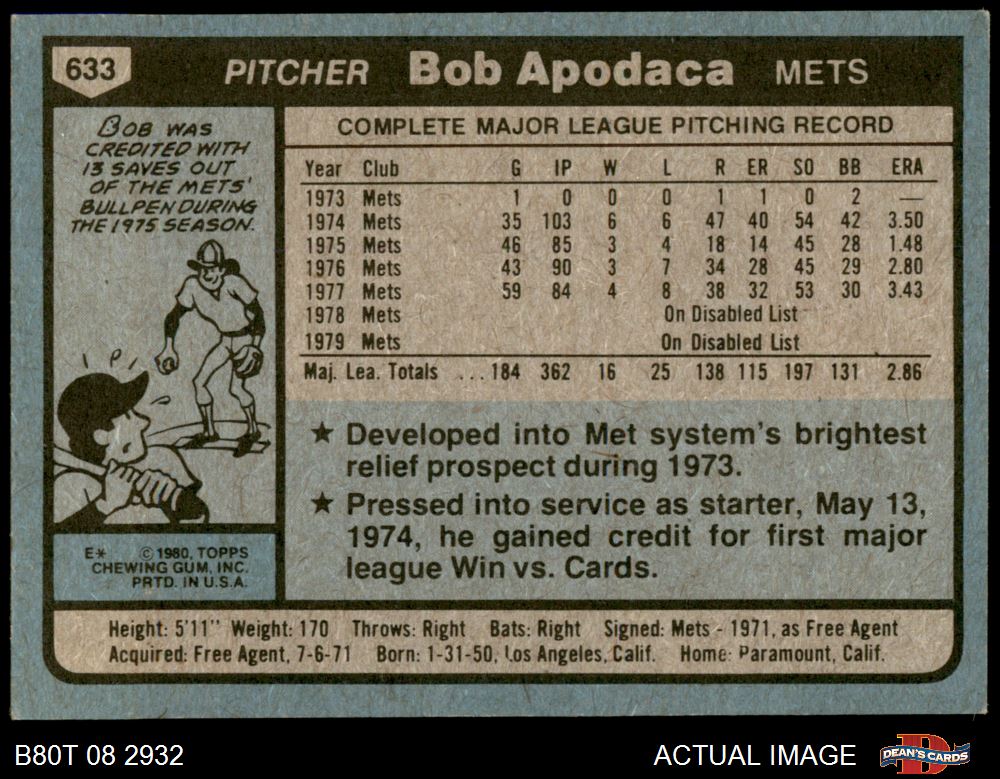 633 PITCHER Bob Apodaca METS
BOB WAS
CREDITED WITH
13 SAVES OUT
OF THE METS'
BULLPEN DURING
THE 1975 SEASON.
E* © 1980, TOPPS
CHEWING GUM, INC.
PRTD. IN U.S.A.
COMPLETE MAJOR LEAGUE PITCHING RECORD
Year Club G IP W L R ER SO BB ERA
1973 Mets 1 0 0 0 1 1 0 2 —
1974 Mets 35 103 6 6 47 40 54 42 3.50
1975 Mets 46 85 3 4 18 14 45 28 1.48
1976 Mets 43 90 3 7 34 28 45 29 2.80
1977 Mets 59 84 4 8 38 32 53 30 3.43
1978 Mets On Disabled List
1979 Mets On Disabled List
Maj. Lea. Totals ... 184 362 16 25 138 115 197 131 2.86
★ Developed into Met system's brightest
relief prospect during 1973.
★ Pressed into service as starter, May 13,
1974, he gained credit for first major
league Win vs. Cards.
Height: 5'11" Weight: 170 Throws: Right Bats: Right Signed: Mets - 1971, as Free Agent
Acquired: Free Agent, 7-6-71 Born: 1-31-50, Los Angeles, Calif. Home: Paramount, Calif.
B80T 08 2932 ACTUAL IMAGE DEAN'S CARDS